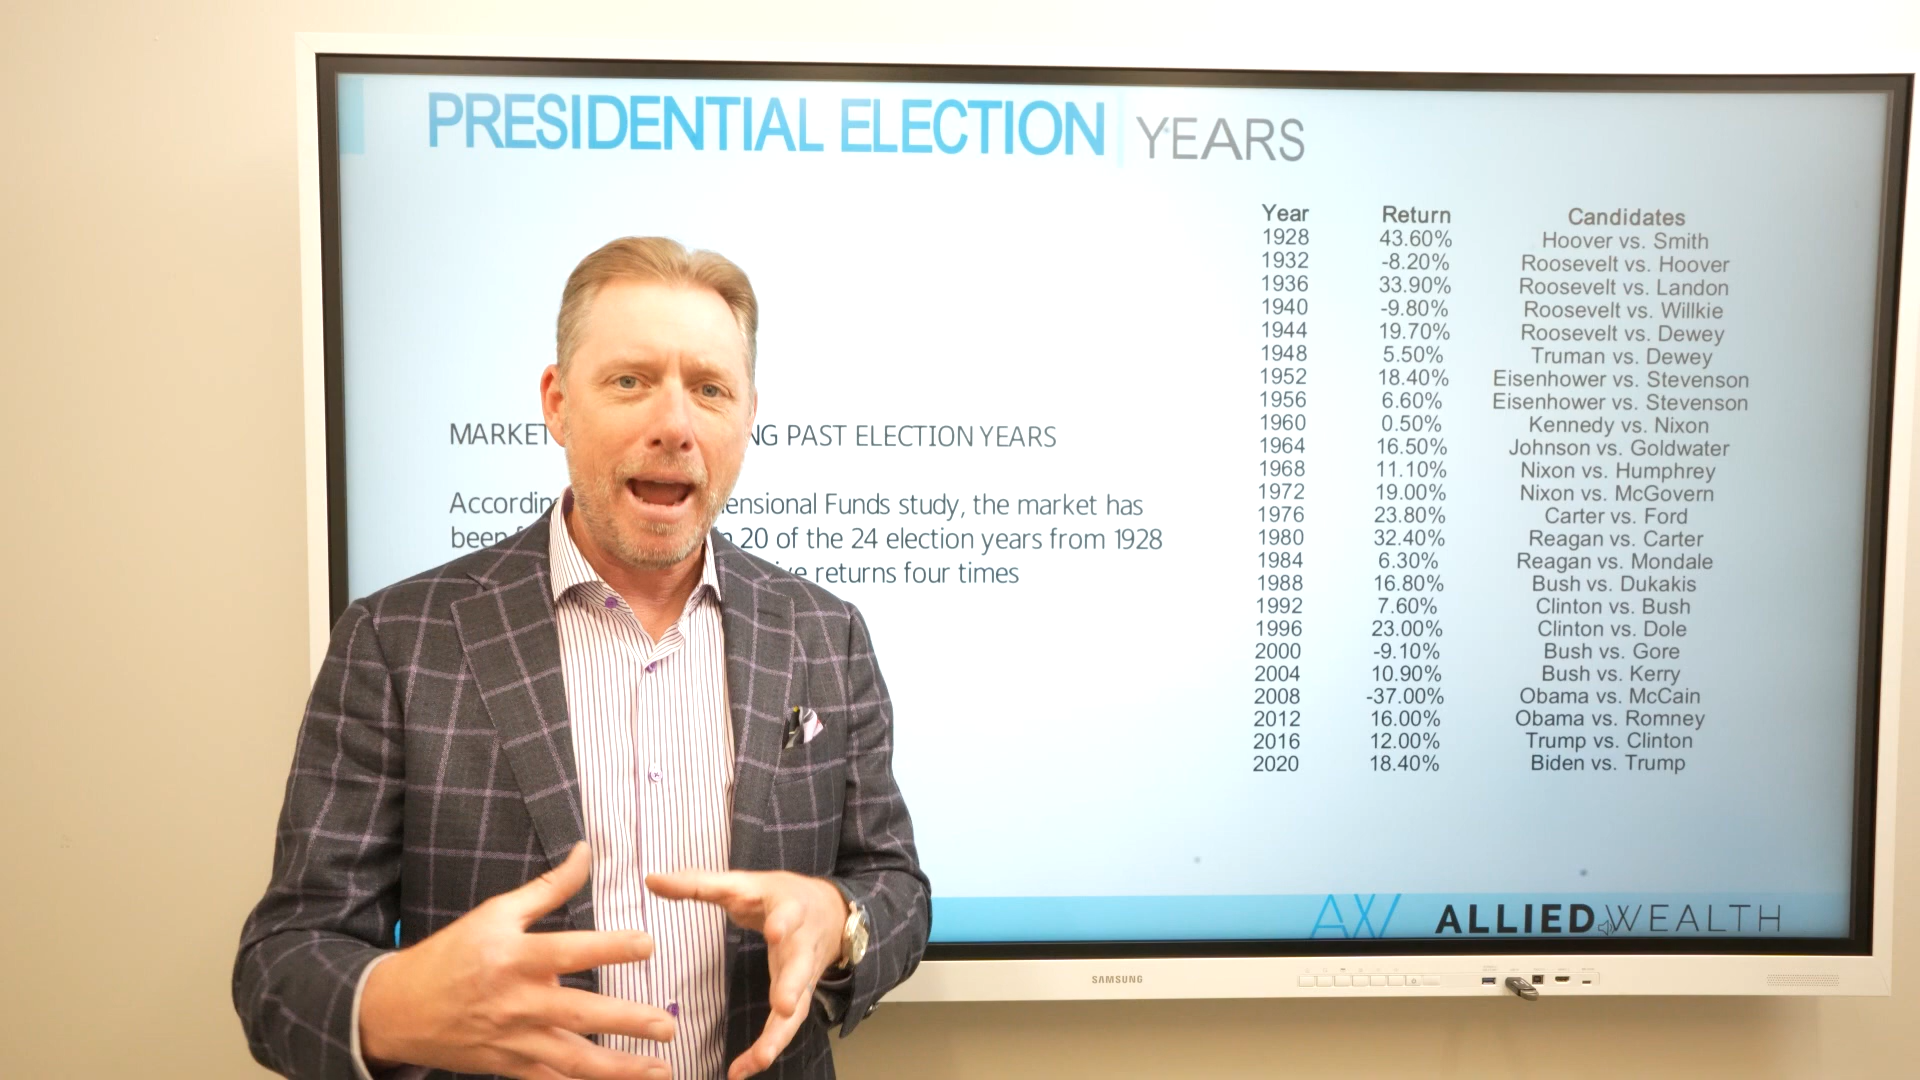 PRESIDENTIAL ELECTION YEARS
MARKET NG PAST ELECTION YEARS
Accordin ensional Funds study, the market has
been 20 of the 24 election years from 1928
ve returns four times
Year Return Candidates
1928 43.60% Hoover vs. Smith
1932 -8.20% Roosevelt vs. Hoover
1936 33.90% Roosevelt vs. Landon
1940 -9.80% Roosevelt vs. Willkie
1944 19.70% Roosevelt vs. Dewey
1948 5.50% Truman vs. Dewey
1952 18.40% Eisenhower vs. Stevenson
1956 6.60% Eisenhower vs. Stevenson
1960 0.50% Kennedy vs. Nixon
1964 16.50% Johnson vs. Goldwater
1968 11.10% Nixon vs. Humphrey
1972 19.00% Nixon vs. McGovern
1976 23.80% Carter vs. Ford
1980 32.40% Reagan vs. Carter
1984 6.30% Reagan vs. Mondale
1988 16.80% Bush vs. Dukakis
1992 7.60% Clinton vs. Bush
1996 23.00% Clinton vs. Dole
2000 -9.10% Bush vs. Gore
2004 10.90% Bush vs. Kerry
2008 -37.00% Obama vs. McCain
2012 16.00% Obama vs. Romney
2016 12.00% Trump vs. Clinton
2020 18.40% Biden vs. Trump
AW ALLIED WEALTH
SAMSUNG